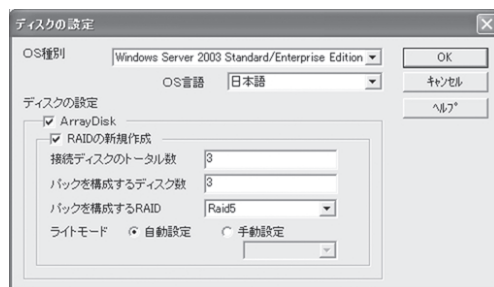 ディスクの設定
OS種別 Windows Server 2003 Standard/Enterprise Edition
OK
OS言語 日本語
キャンセル
ディスクの設定
ヘルプ
ArrayDisk
RAIDの新規作成
接続ディスクのトータル数 3
パックを構成するディスク数 3
パックを構成するRAID Raid5
ライトモード 自動設定 手動設定